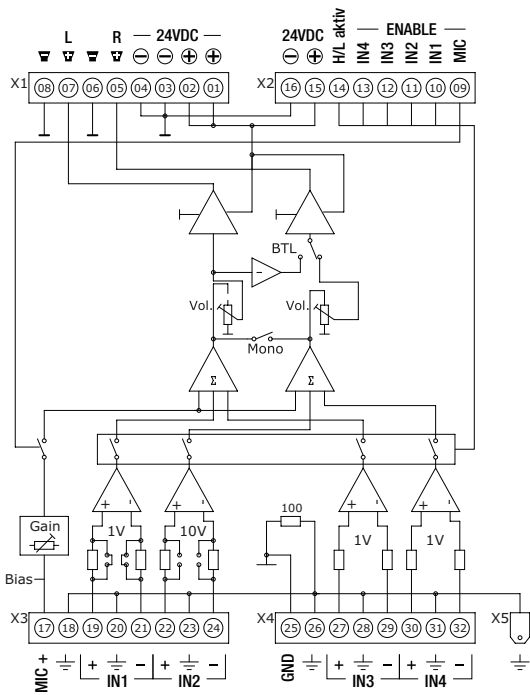 L R 24VDC 24VDC H/L aktiv ENABLE
IN4 IN3 IN2 IN1 MIC
− − + + − +
X1 08 07 06 05 04 03 02 01
X2 16 15 14 13 12 11 10 09
BTL
−
Vol. Vol.
Mono
Σ Σ
+ - + - + - + -
Gain 1V 10V 100 1V 1V
Bias
X3 17 18 19 20 21 22 23 24
X4 25 26 27 28 29 30 31 32 X5
MIC + + − + − GND + − + −
IN1 IN2 IN3 IN4